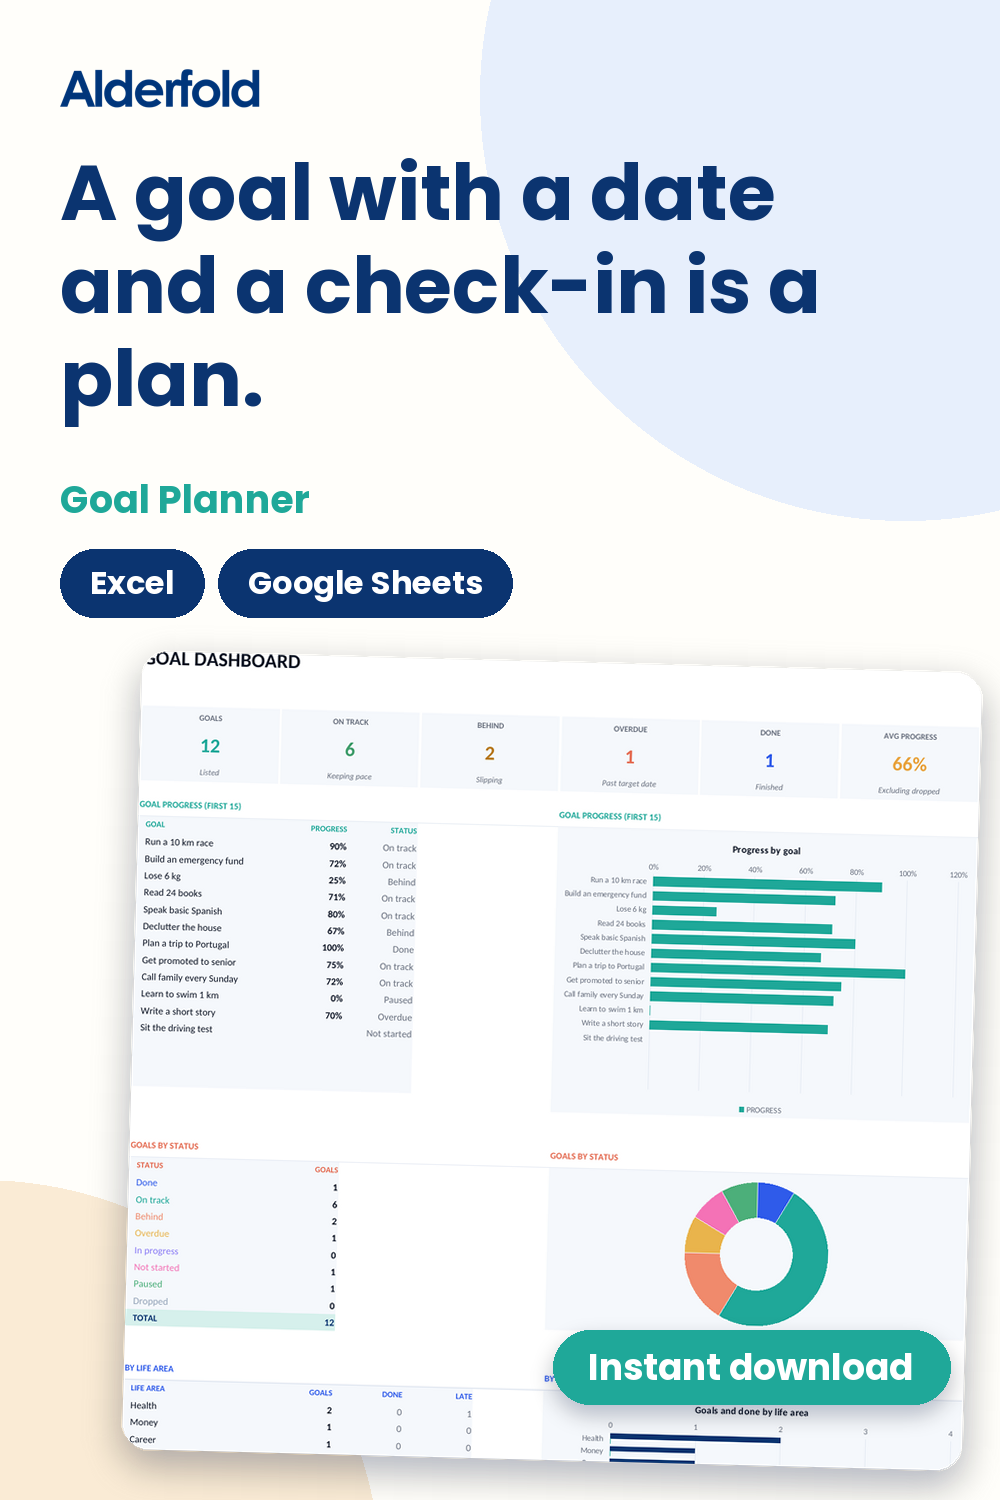 Alderfold
A goal with a date
and a check-in is a
plan.
Goal Planner
Excel
Google Sheets
GOAL DASHBOARD
GOALS
12
Listed
ON TRACK
6
Keeping pace
BEHIND
2
Slipping
OVERDUE
1
Past target date
DONE
1
Finished
AVG PROGRESS
66%
Excluding dropped
GOAL PROGRESS (FIRST 15)
GOAL PROGRESS STATUS
Run a 10 km race 90% On track
Build an emergency fund 72% On track
Lose 6 kg 25% Behind
Read 24 books 71% On track
Speak basic Spanish 80% On track
Declutter the house 67% Behind
Plan a trip to Portugal 100% Done
Get promoted to senior 75% On track
Call family every Sunday 72% On track
Learn to swim 1 km 0% Paused
Write a short story 70% Overdue
Sit the driving test Not started
GOAL PROGRESS (FIRST 15)
Progress by goal
0% 20% 40% 60% 80% 100% 120%
Run a 10 km race
Build an emergency fund
Lose 6 kg
Read 24 books
Speak basic Spanish
Declutter the house
Plan a trip to Portugal
Get promoted to senior
Call family every Sunday
Learn to swim 1 km
Write a short story
Sit the driving test
PROGRESS
GOALS BY STATUS
STATUS GOALS
Done 1
On track 6
Behind 2
Overdue 1
In progress 0
Not started 1
Paused 1
Dropped 0
TOTAL 12
GOALS BY STATUS
Instant download
BY LIFE AREA
LIFE AREA GOALS DONE LATE
Health 2 0 1
Money 1 0 0
Career 1 0 0
BY
Goals and done by life area
0 1 2 3 4
Health
Money